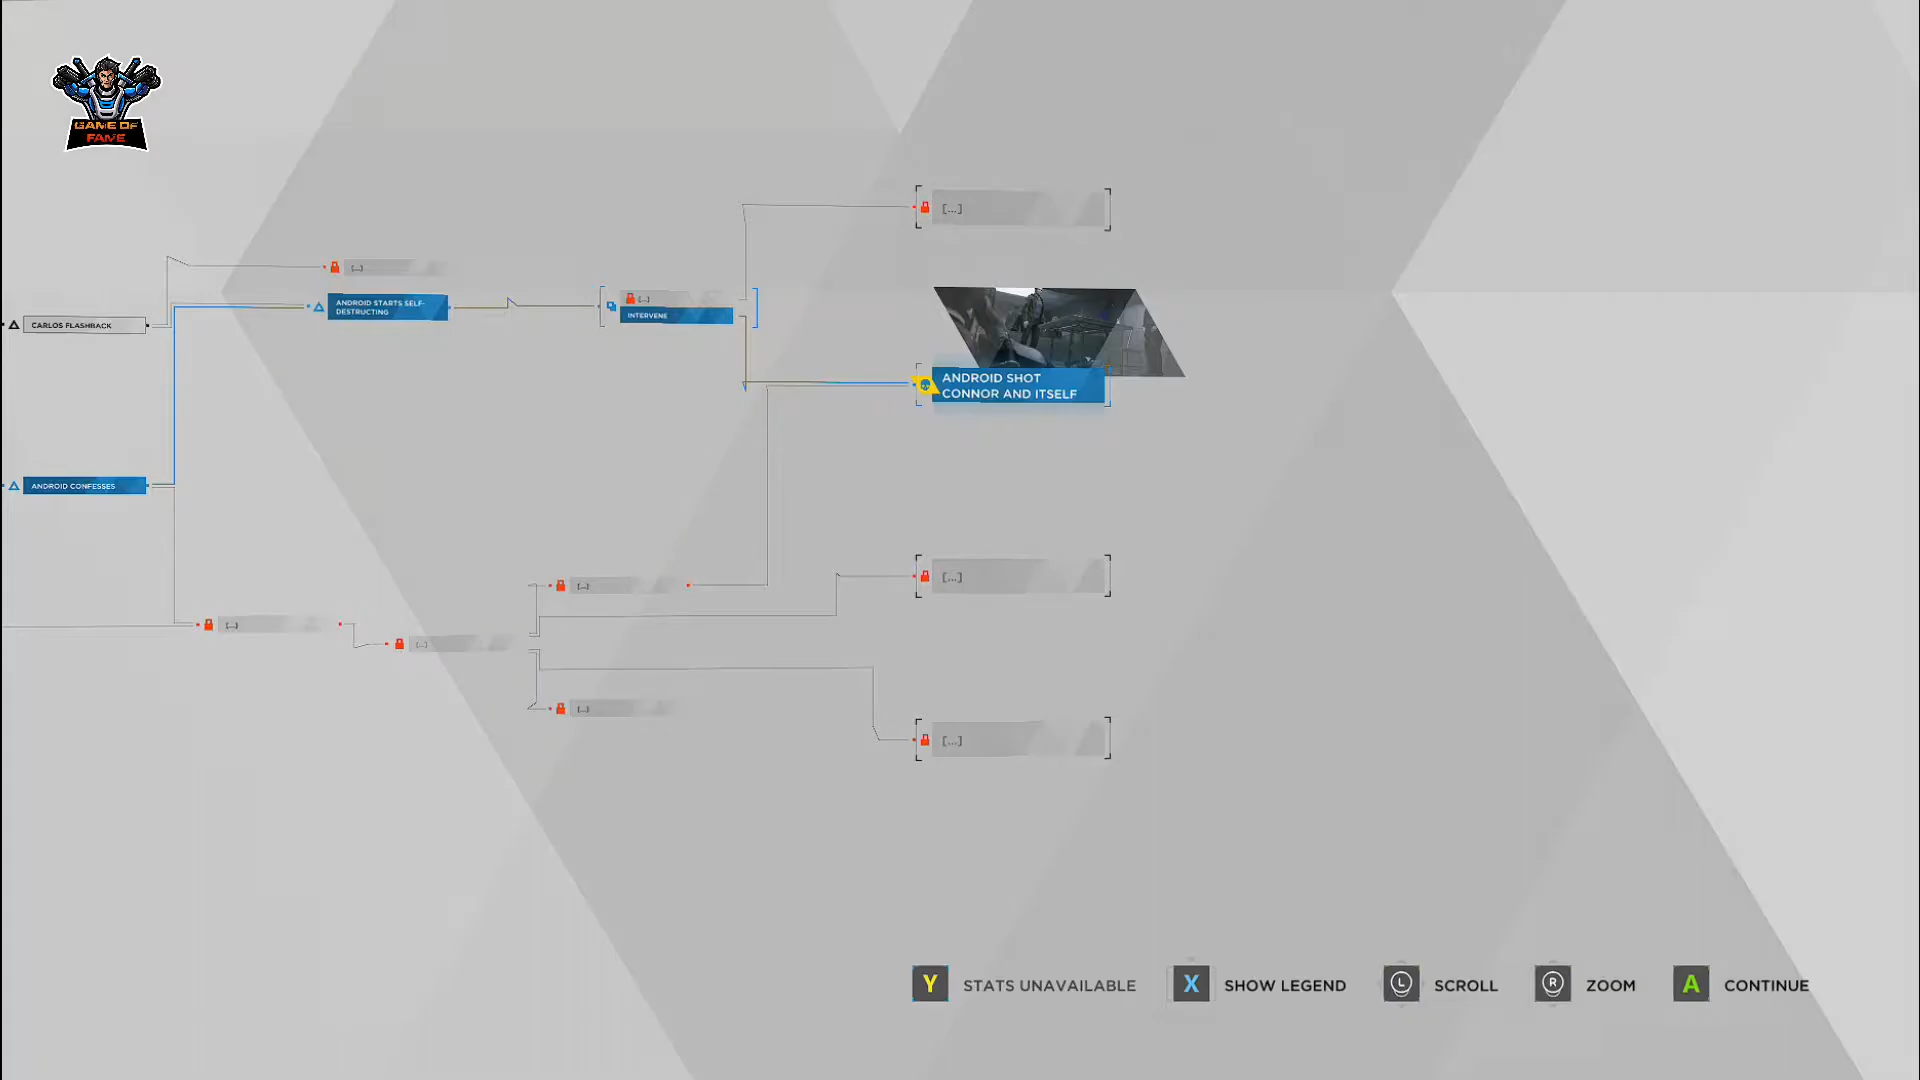 GAME OF
FAME
[...]
[...]
ANDROID STARTS SELF-
DESTRUCTING
[...]
INTERVENE
CARLOS FLASHBACK
ANDROID SHOT
CONNOR AND ITSELF
ANDROID CONFESSES
[...]
[...]
[...]
[...]
[...]
[...]
Y STATS UNAVAILABLE
X SHOW LEGEND
L SCROLL
R ZOOM
A CONTINUE